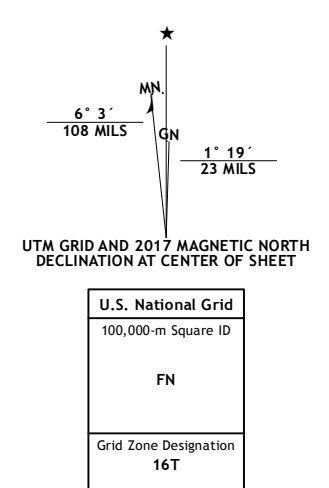 ★
MN.
6° 3´
108 MILS
GN
1° 19´
23 MILS
UTM GRID AND 2017 MAGNETIC NORTH
DECLINATION AT CENTER OF SHEET
U.S. National Grid
100,000-m Square ID
FN
Grid Zone Designation
16T